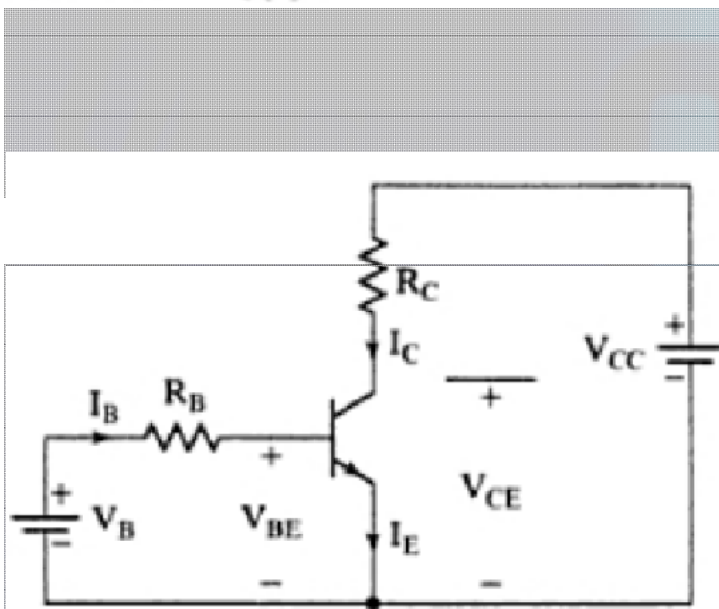 R_C
I_C
V_CC
+
−
I_B
R_B
+
−
V_B
+
V_BE
−
+
V_CE
−
I_E